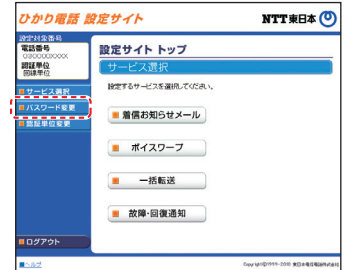 ひかり電話 設定サイト
NTT東日本
設定対象番号
電話番号
030000XXXX
認証単位
回線単位
サービス選択
パスワード変更
認証単位変更
ログアウト
ヘルプ
設定サイト トップ
サービス選択
設定するサービスを選択してください。
着信お知らせメール
ボイスワープ
一括転送
故障・回復通知